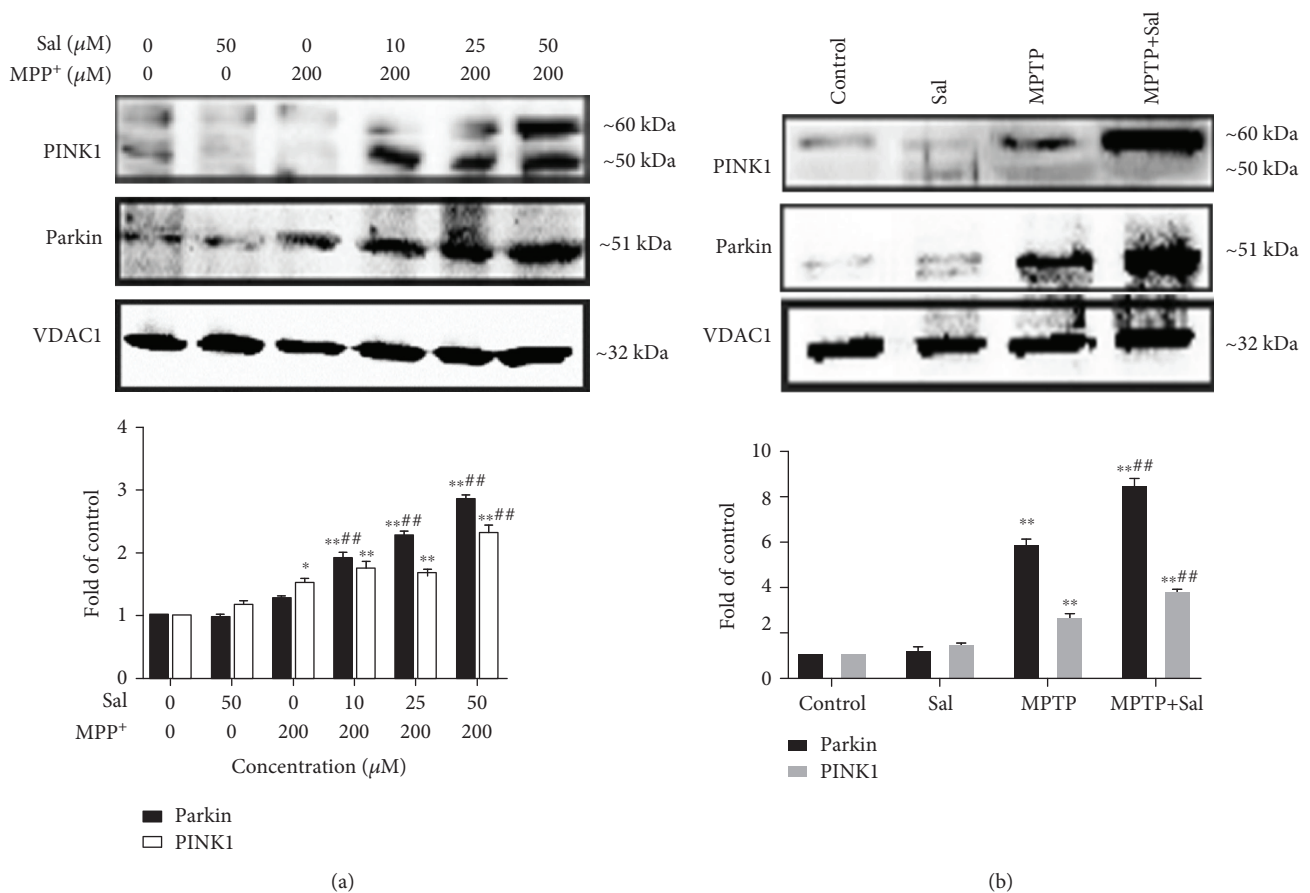 Sal (μM) 0 50 0 10 25 50
MPP⁺ (μM) 0 0 200 200 200 200
PINK1
~60 kDa
~50 kDa
Parkin
~51 kDa
VDAC1
~32 kDa
4
3
2
1
0
Fold of control
* **## ** **## ** **## **##
Sal 0 50 0 10 25 50
MPP⁺ 0 0 200 200 200 200
Concentration (μM)
Parkin
PINK1
(a)
Control Sal MPTP MPTP+Sal
PINK1
~60 kDa
~50 kDa
Parkin
~51 kDa
VDAC1
~32 kDa
10
8
6
4
2
0
Fold of control
** ** **## **##
Control Sal MPTP MPTP+Sal
Parkin
PINK1
(b)